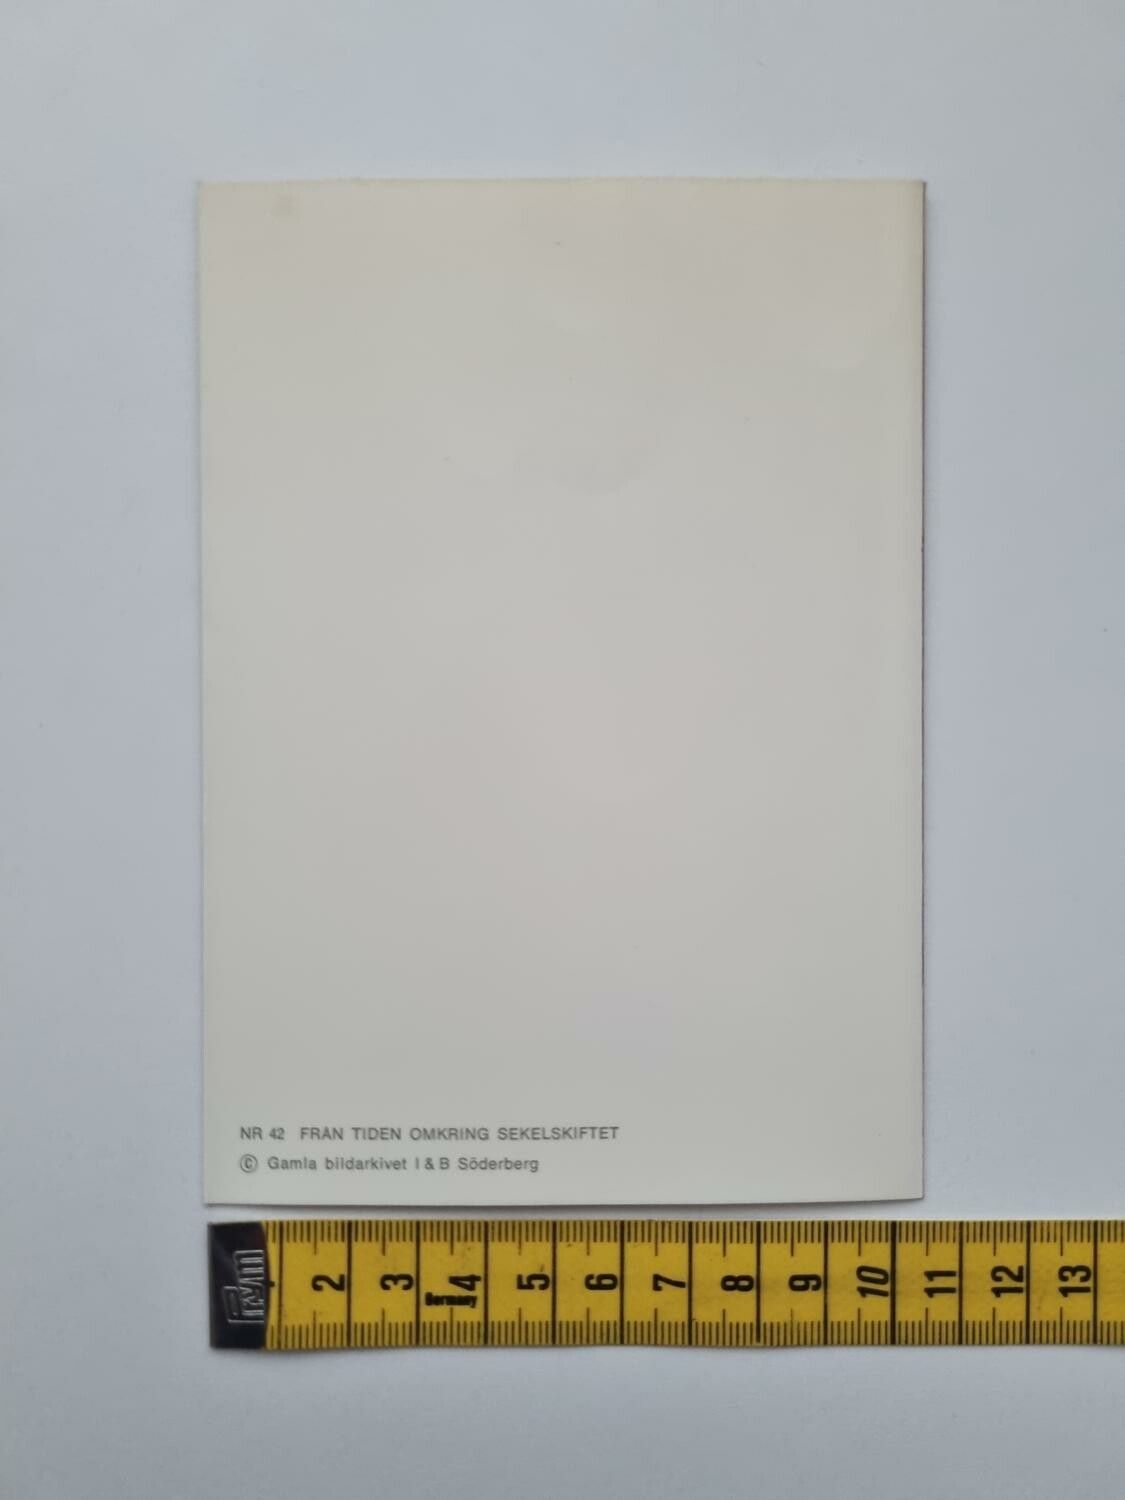 NR 42 FRÅN TIDEN OMKRING SEKELSKIFTET
© Gamla bildarkivet I & B Söderberg
Prym 2 3 4 5 6 7 8 9 10 11 12 13
Germany